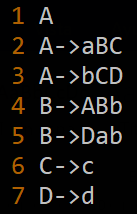 1 A
2 A->aBC
3 A->bCD
4 B->ABb
5 B->Dab
6 C->c
7 D->d